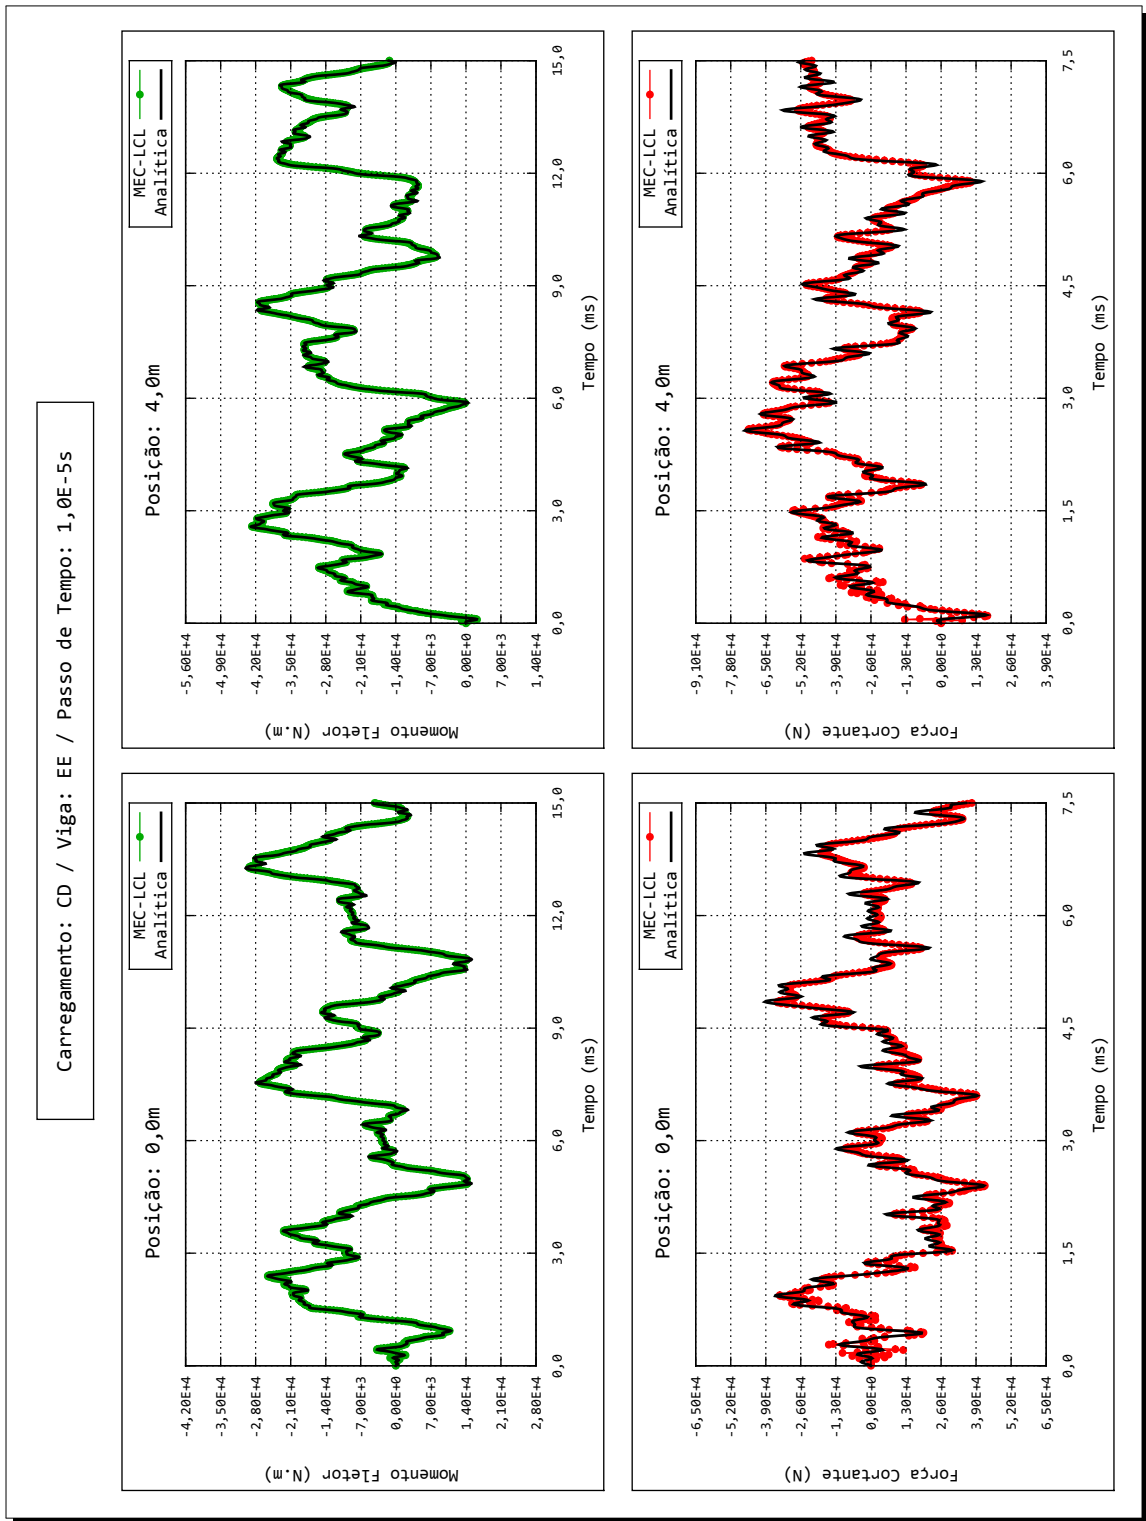 Carregamento: CD / Viga: EE / Passo de Tempo: 1,0E-5s
Posição: 0,0m
MEC-LCL
Analítica
-4,20E+4
-3,50E+4
-2,80E+4
-2,10E+4
-1,40E+4
-7,00E+3
0,00E+0
7,00E+3
1,40E+4
2,10E+4
2,80E+4
0,0
3,0
6,0
9,0
12,0
15,0
Momento Fletor (N.m)
Tempo (ms)
Posição: 4,0m
MEC-LCL
Analítica
-5,60E+4
-4,90E+4
-4,20E+4
-3,50E+4
-2,80E+4
-2,10E+4
-1,40E+4
-7,00E+3
0,00E+0
7,00E+3
1,40E+4
0,0
3,0
6,0
9,0
12,0
15,0
Momento Fletor (N.m)
Tempo (ms)
Posição: 0,0m
MEC-LCL
Analítica
-6,50E+4
-5,20E+4
-3,90E+4
-2,60E+4
-1,30E+4
0,00E+0
1,30E+4
2,60E+4
3,90E+4
5,20E+4
6,50E+4
0,0
1,5
3,0
4,5
6,0
7,5
Força Cortante (N)
Tempo (ms)
Posição: 4,0m
MEC-LCL
Analítica
-9,10E+4
-7,80E+4
-6,50E+4
-5,20E+4
-3,90E+4
-2,60E+4
-1,30E+4
0,00E+0
1,30E+4
2,60E+4
3,90E+4
0,0
1,5
3,0
4,5
6,0
7,5
Força Cortante (N)
Tempo (ms)